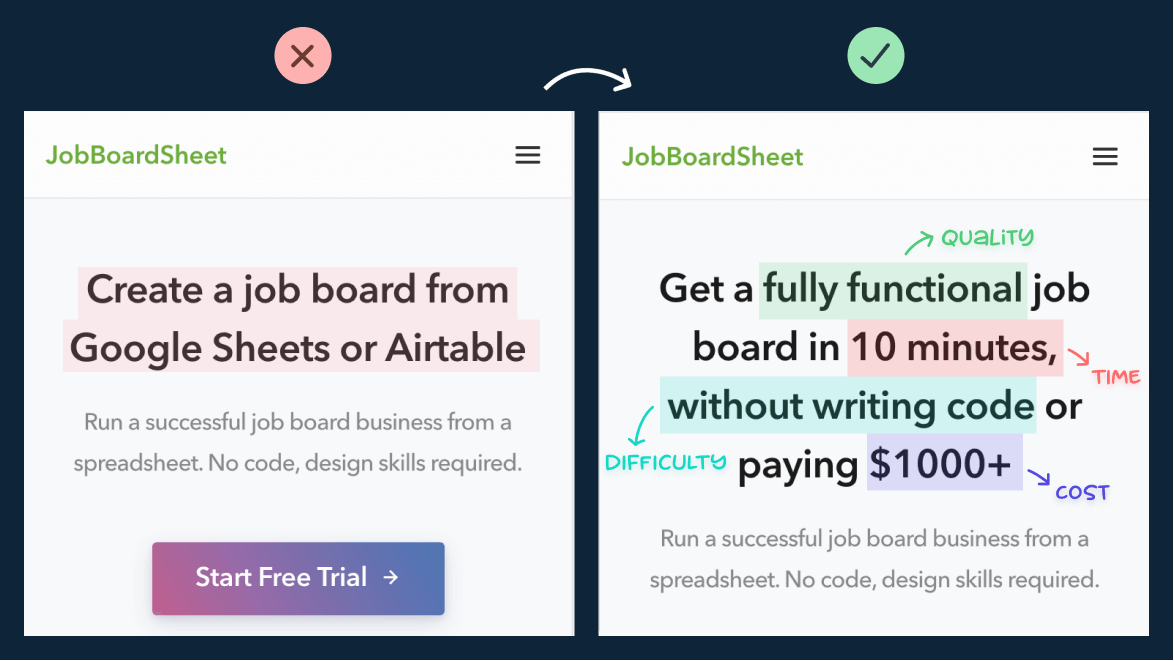 JobBoardSheet
Create a job board from
Google Sheets or Airtable
Run a successful job board business from a
spreadsheet. No code, design skills required.
Start Free Trial →
JobBoardSheet
QUALITY
Get a fully functional job
board in 10 minutes,
TIME
without writing code or
DIFFICULTY
paying $1000+
COST
Run a successful job board business from a
spreadsheet. No code, design skills required.